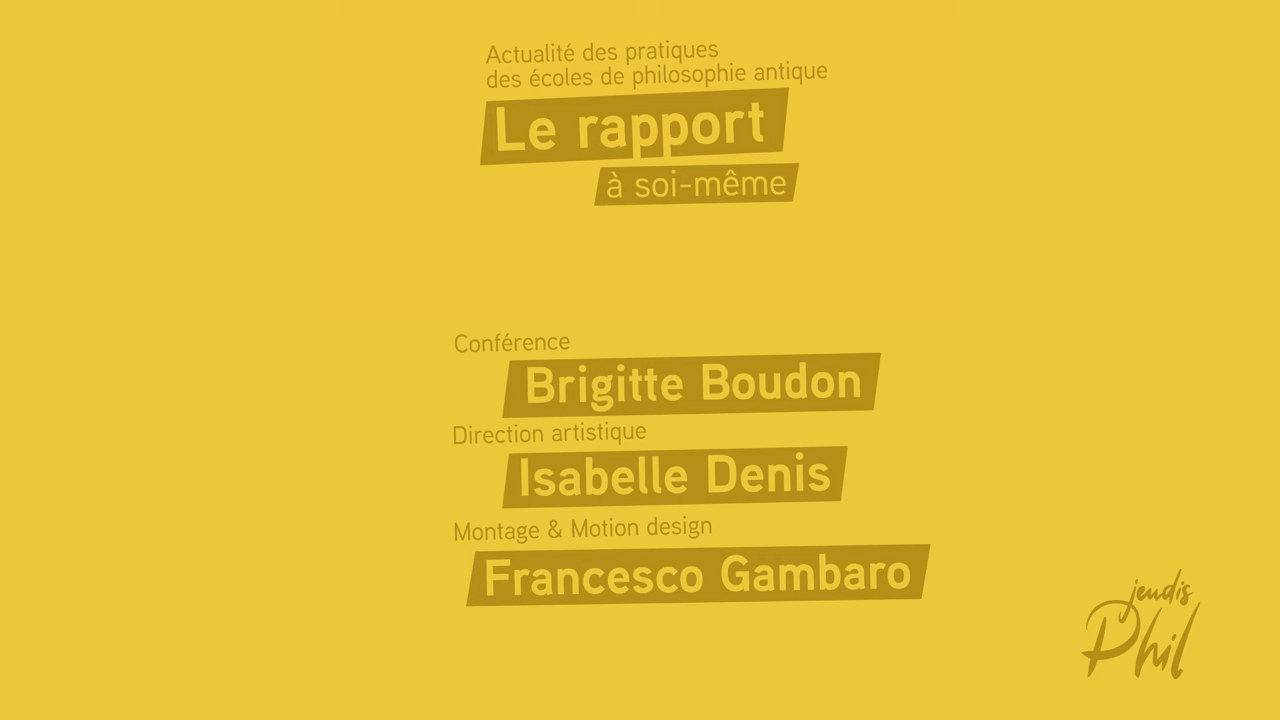 Actualité des pratiques
des écoles de philosophie antique
Le rapport
à soi-même
Conférence
Brigitte Boudon
Direction artistique
Isabelle Denis
Montage & Motion design
Francesco Gambaro
jeudis
Phil